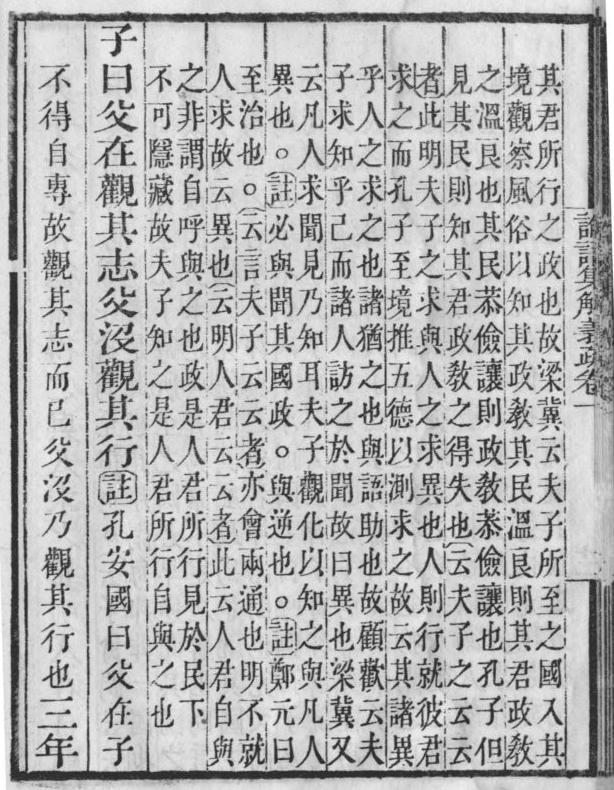 論語集解義疏卷一
其君所行之政也故梁冀云夫子所至之國入其
境觀察風俗以知其政敎其民溫良則其君政敎
之溫良也其民恭儉讓則政敎恭儉讓也孔子但
見其民則知其君政敎之得失也云夫子之云云
者此明夫子之求與人之求異也人則行就彼君
求之而孔子至境推五德以測求之故云其諸異
乎人之求之也諸猶之也與語助也故顧歡云夫
子求知乎己而諸人訪之於聞故曰異也梁冀又
云凡人求聞見乃知耳夫子觀化以知之與凡人
異也。註必與聞其國政。與逆也。註鄭元曰
至治也。云言夫子云云者亦會兩通也明不就
人求故云異也云明人君云云者此云人君自與
之非謂自呼與之也政是人君所行見於民下
不可隱藏故夫子知之是人君所行自與之也
子曰父在觀其志父沒觀其行註孔安國曰父在子
不得自專故觀其志而已父沒乃觀其行也三年